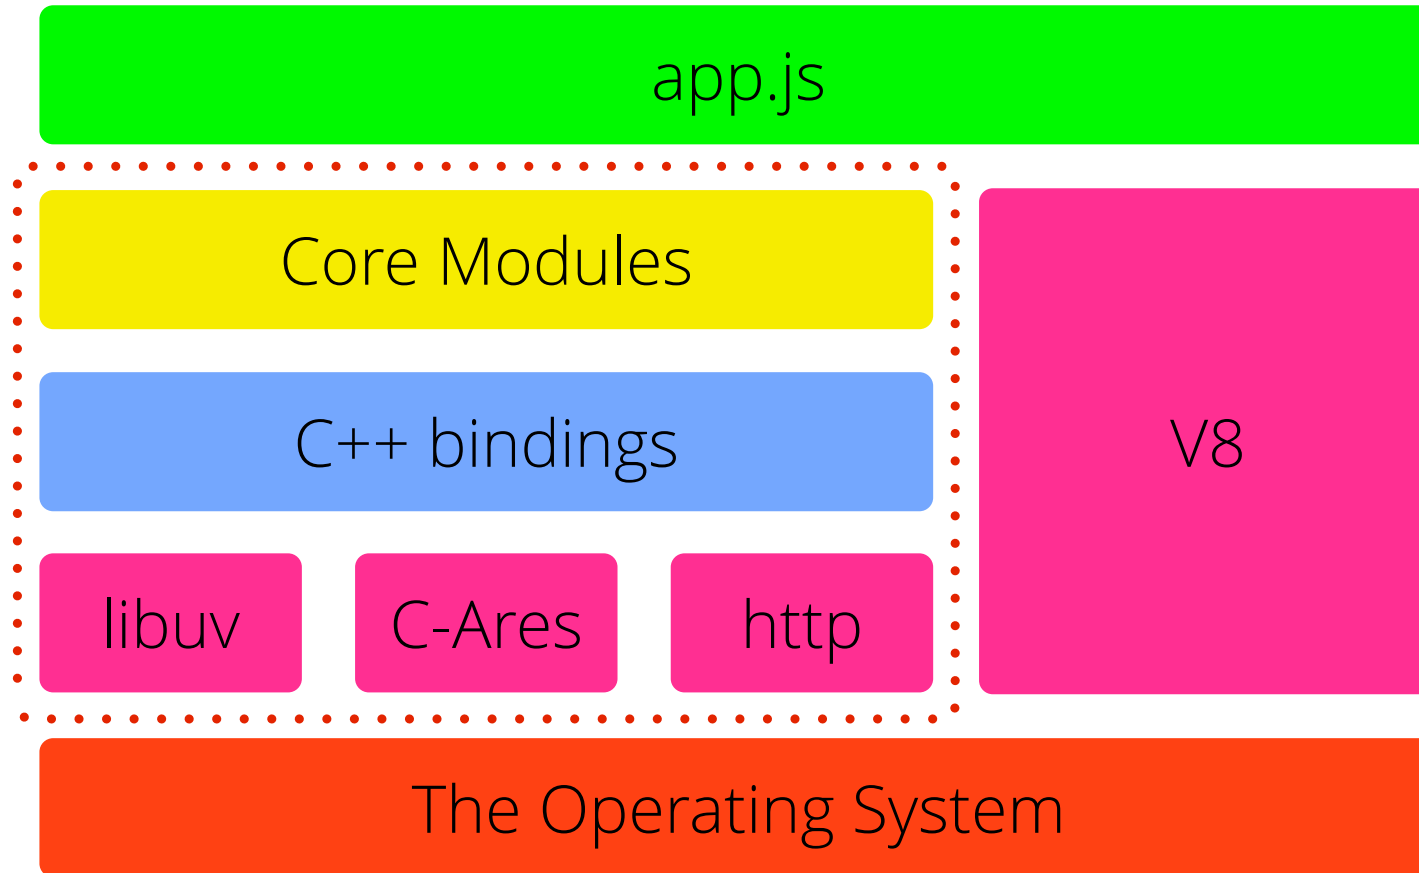 app.js
Core Modules
C++ bindings
V8
libuv
C-Ares
http
The Operating System